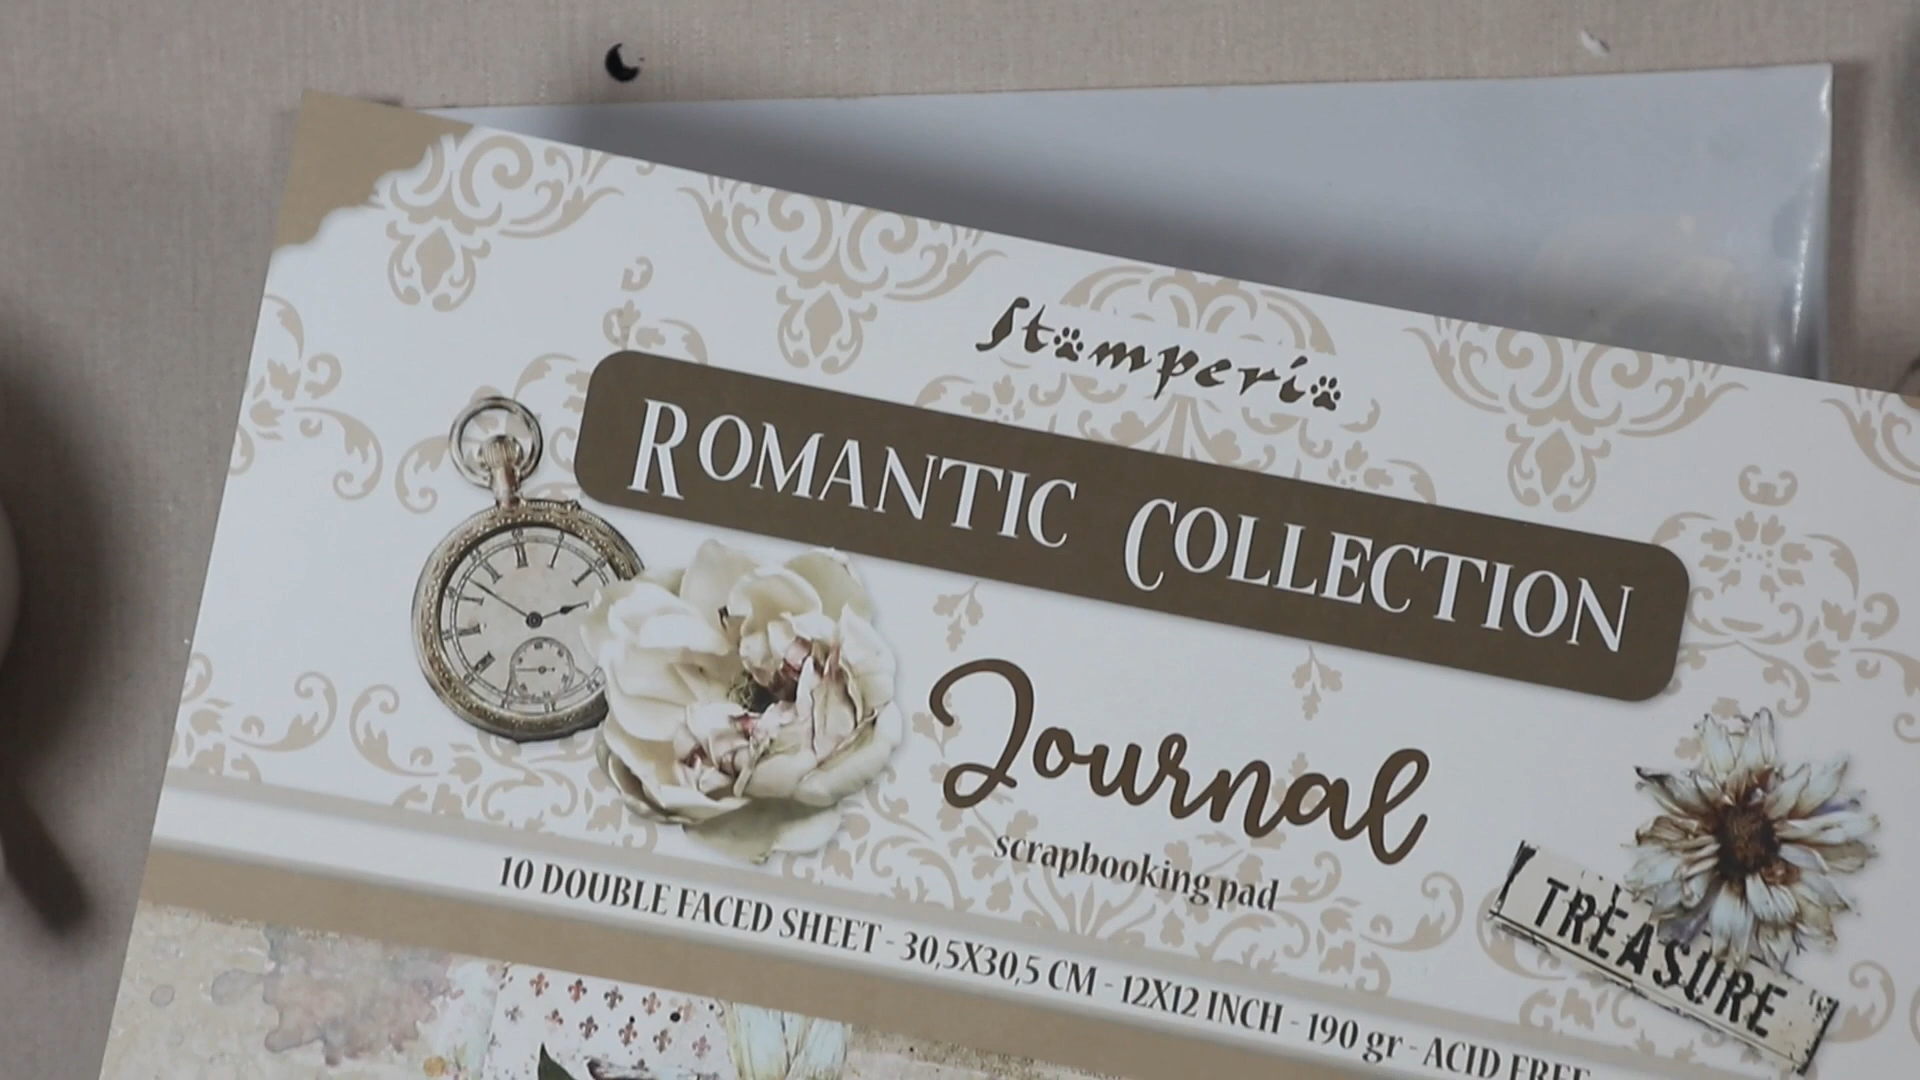 Stamperia
ROMANTIC COLLECTION
Journal
scrapbooking pad
TREASURE
10 DOUBLE FACED SHEET - 30,5X30,5 CM - 12X12 INCH - 190 gr - ACID FREE